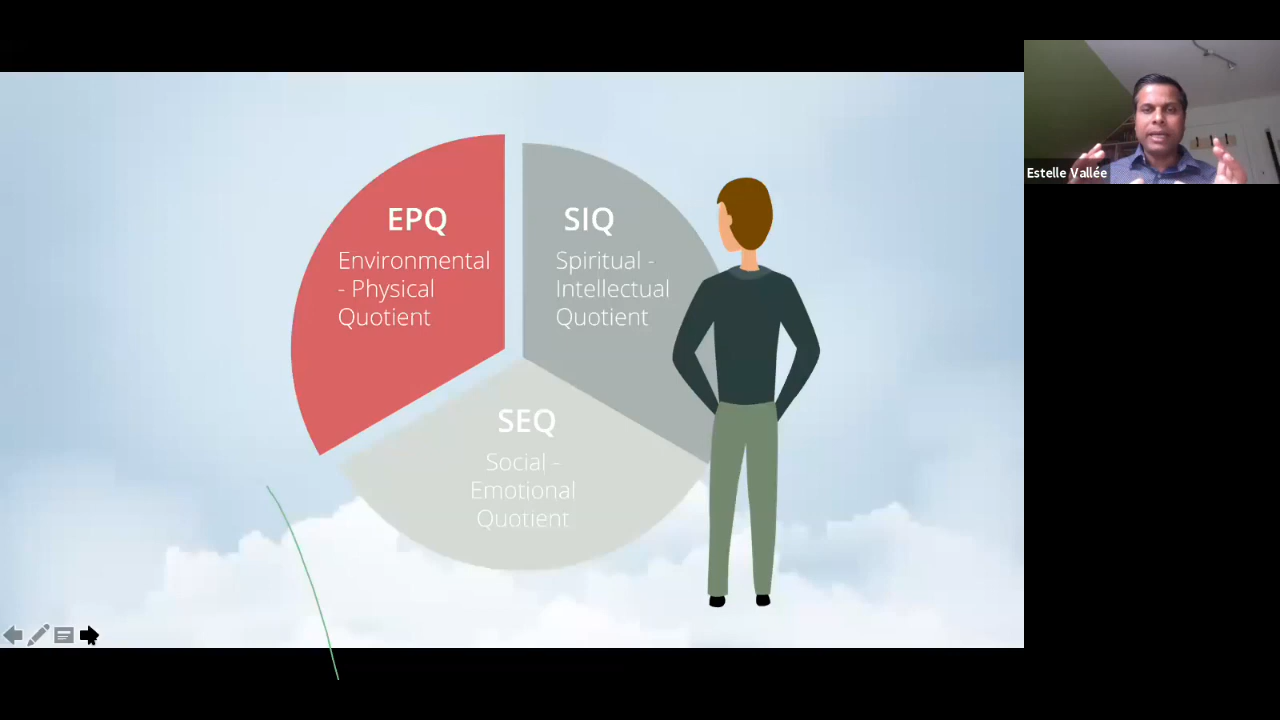 EPQ
Environmental
- Physical
Quotient
SIQ
Spiritual -
Intellectual
Quotient
SEQ
Social -
Emotional
Quotient
Estelle Vallée